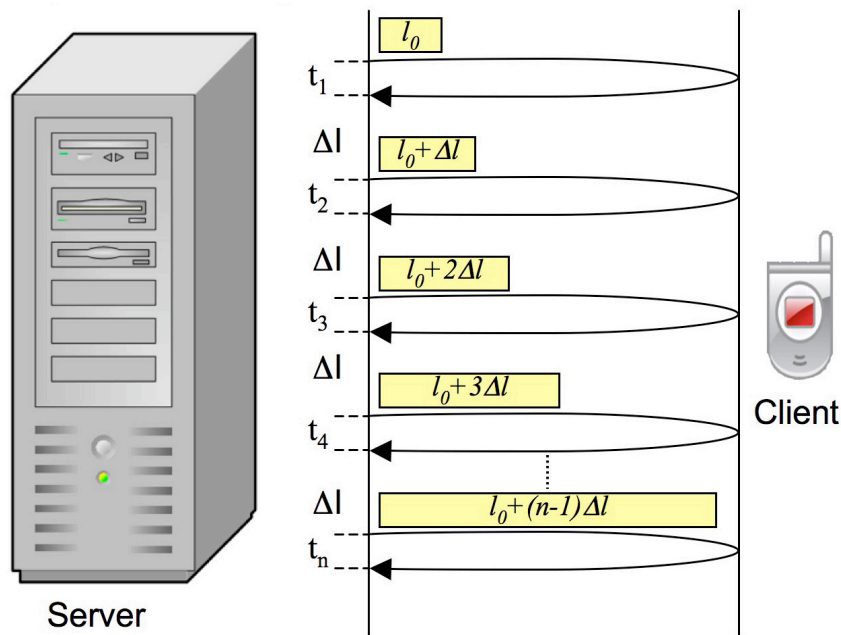 l₀
t₁
Δl
l₀+Δl
t₂
Δl
l₀+2Δl
t₃
Δl
l₀+3Δl
t₄
Client
Δl
l₀+(n-1)Δl
tₙ
Server